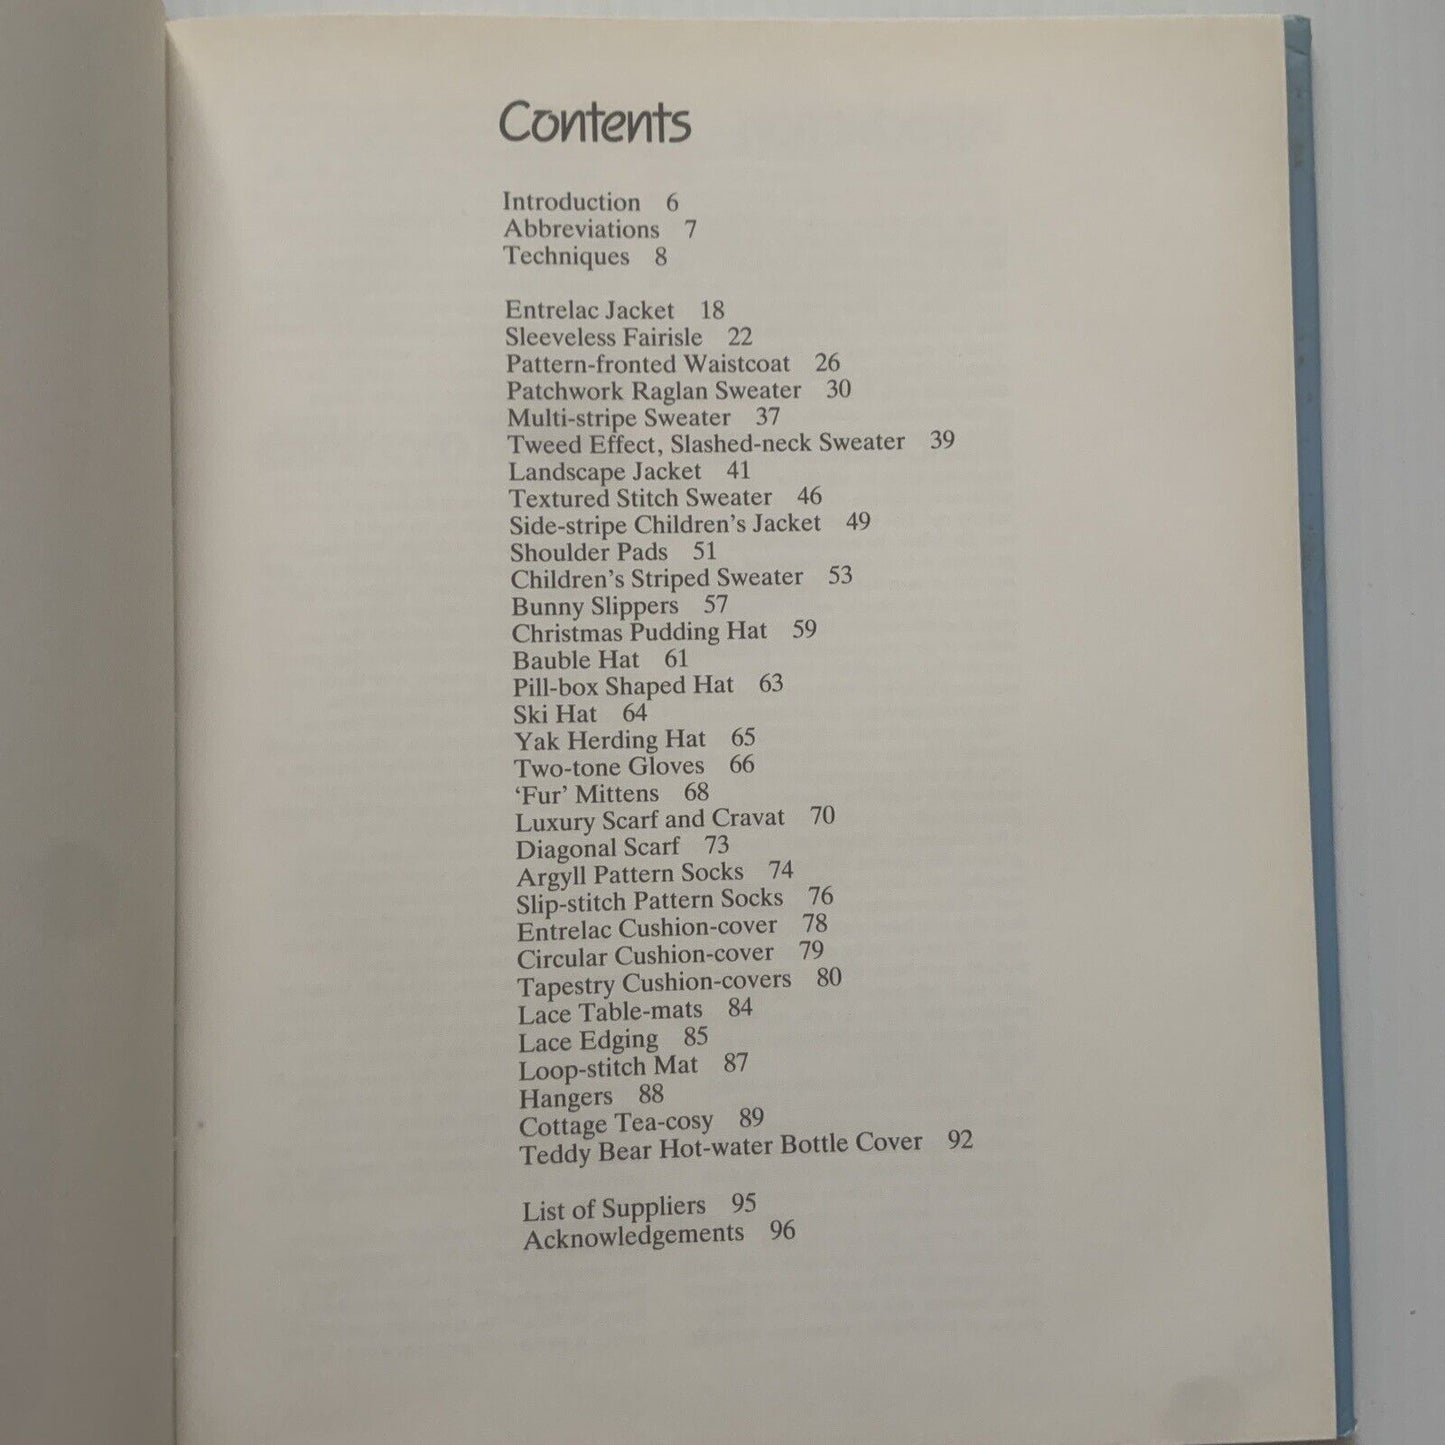 Contents
Introduction 6
Abbreviations 7
Techniques 8
Entrelac Jacket 18
Sleeveless Fairisle 22
Pattern-fronted Waistcoat 26
Patchwork Raglan Sweater 30
Multi-stripe Sweater 37
Tweed Effect, Slashed-neck Sweater 39
Landscape Jacket 41
Textured Stitch Sweater 46
Side-stripe Children's Jacket 49
Shoulder Pads 51
Children's Striped Sweater 53
Bunny Slippers 57
Christmas Pudding Hat 59
Bauble Hat 61
Pill-box Shaped Hat 63
Ski Hat 64
Yak Herding Hat 65
Two-tone Gloves 66
‘Fur’ Mittens 68
Luxury Scarf and Cravat 70
Diagonal Scarf 73
Argyll Pattern Socks 74
Slip-stitch Pattern Socks 76
Entrelac Cushion-cover 78
Circular Cushion-cover 79
Tapestry Cushion-covers 80
Lace Table-mats 84
Lace Edging 85
Loop-stitch Mat 87
Hangers 88
Cottage Tea-cosy 89
Teddy Bear Hot-water Bottle Cover 92
List of Suppliers 95
Acknowledgements 96